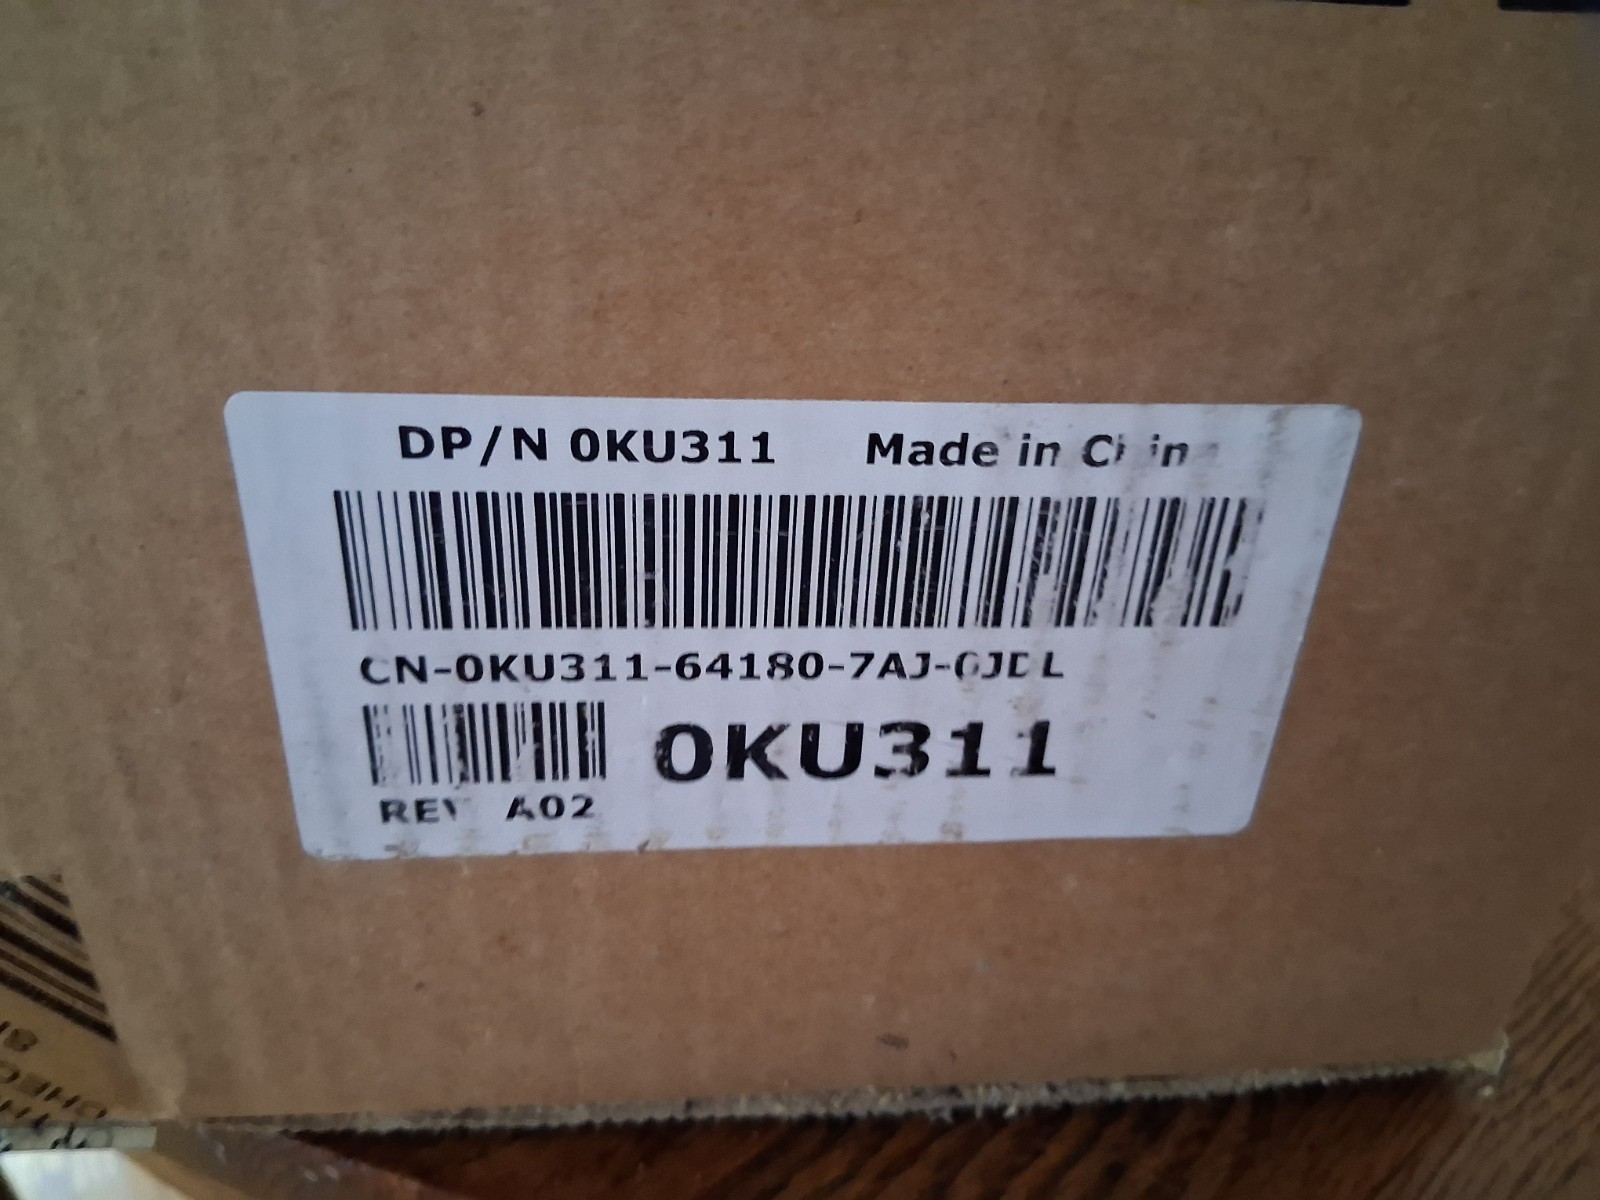 DP/N 0KU311 Made in
CN-0KU311-64180-7AJ-
0KU311
REV A02